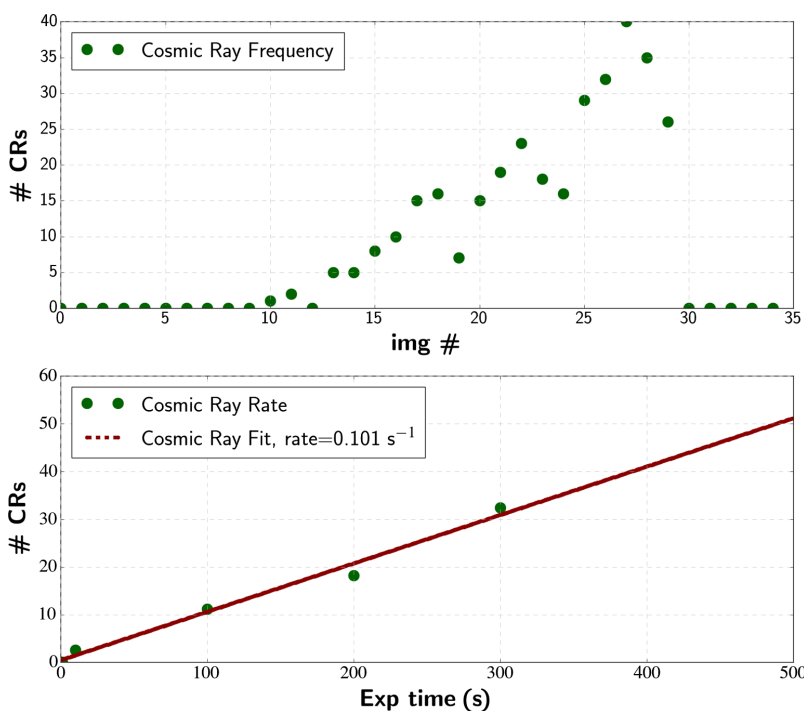 40
35
30
25
20
15
10
5
0
# CRs
Cosmic Ray Frequency
0 5 10 15 20 25 30 35
img #
60
50
40
30
20
10
0
# CRs
Cosmic Ray Rate
Cosmic Ray Fit, rate=0.101 s⁻¹
0 100 200 300 400 500
Exp time (s)